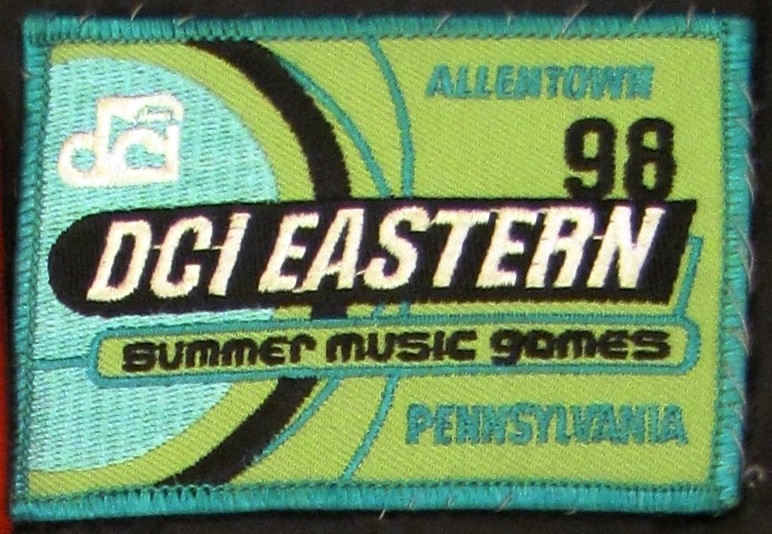 ALLENTOWN
dci
98
DCI EASTERN
summer music games
PENNSYLVANIA